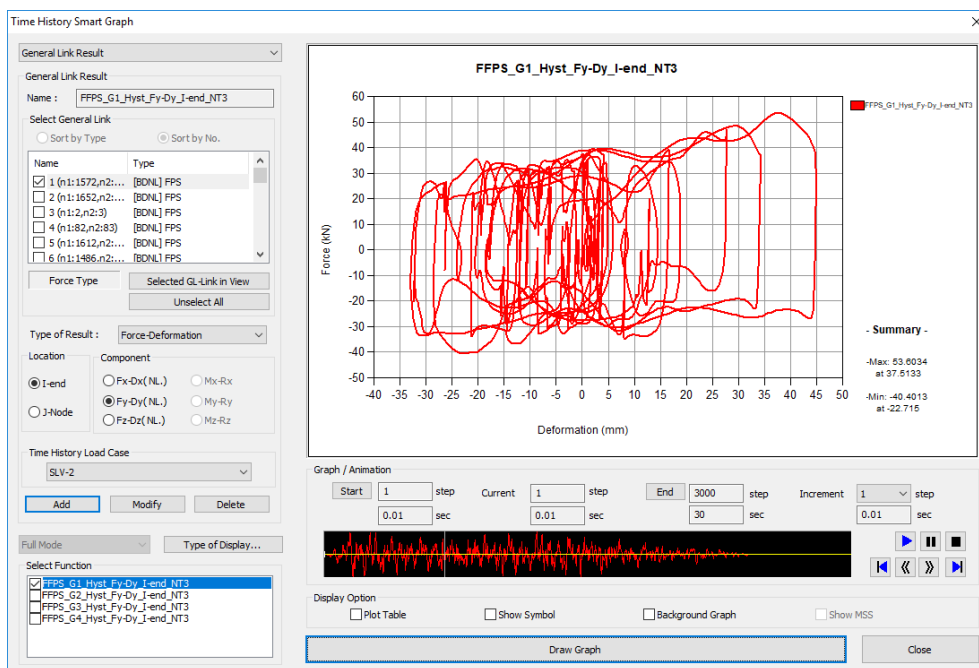 Time History Smart Graph
General Link Result
General Link Result
Name : FFPS_G1_Hyst_Fy-Dy_I-end_NT3
Select General Link
Sort by Type Sort by No.
Name Type
1 (n1:1572,n2:... [BDNL] FPS
2 (n1:1652,n2:... [BDNL] FPS
3 (n1:2,n2:3) [BDNL] FPS
4 (n1:82,n2:83) [BDNL] FPS
5 (n1:1612,n2:... [BDNL] FPS
6 (n1:1486,n2:... [BDNL] FPS
Force Type Selected GL-Link in View
Unselect All
Type of Result : Force-Deformation
Location Component
I-end Fx-Dx( NL.) Mx-Rx
Fy-Dy( NL.) My-Ry
J-Node Fz-Dz( NL.) Mz-Rz
Time History Load Case
SLV-2
Add Modify Delete
Full Mode Type of Display...
Select Function
FFPS_G1_Hyst_Fy-Dy_I-end_NT3
FFPS_G2_Hyst_Fy-Dy_I-end_NT3
FFPS_G3_Hyst_Fy-Dy_I-end_NT3
FFPS_G4_Hyst_Fy-Dy_I-end_NT3
FFPS_G1_Hyst_Fy-Dy_I-end_NT3
FFPS_G1_Hyst_Fy-Dy_I-end_NT3
60
50
40
30
20
10
0
-10
-20
-30
-40
-50
Force (kN)
-40 -35 -30 -25 -20 -15 -10 -5 0 5 10 15 20 25 30 35 40 45 50
Deformation (mm)
- Summary -
-Max: 53.6034
at 37.5133
-Min: -40.4013
at -22.715
Graph / Animation
Start 1 step Current 1 step End 3000 step Increment 1 step
0.01 sec 0.01 sec 30 sec 0.01 sec
Display Option
Plot Table Show Symbol Background Graph Show MSS
Draw Graph Close